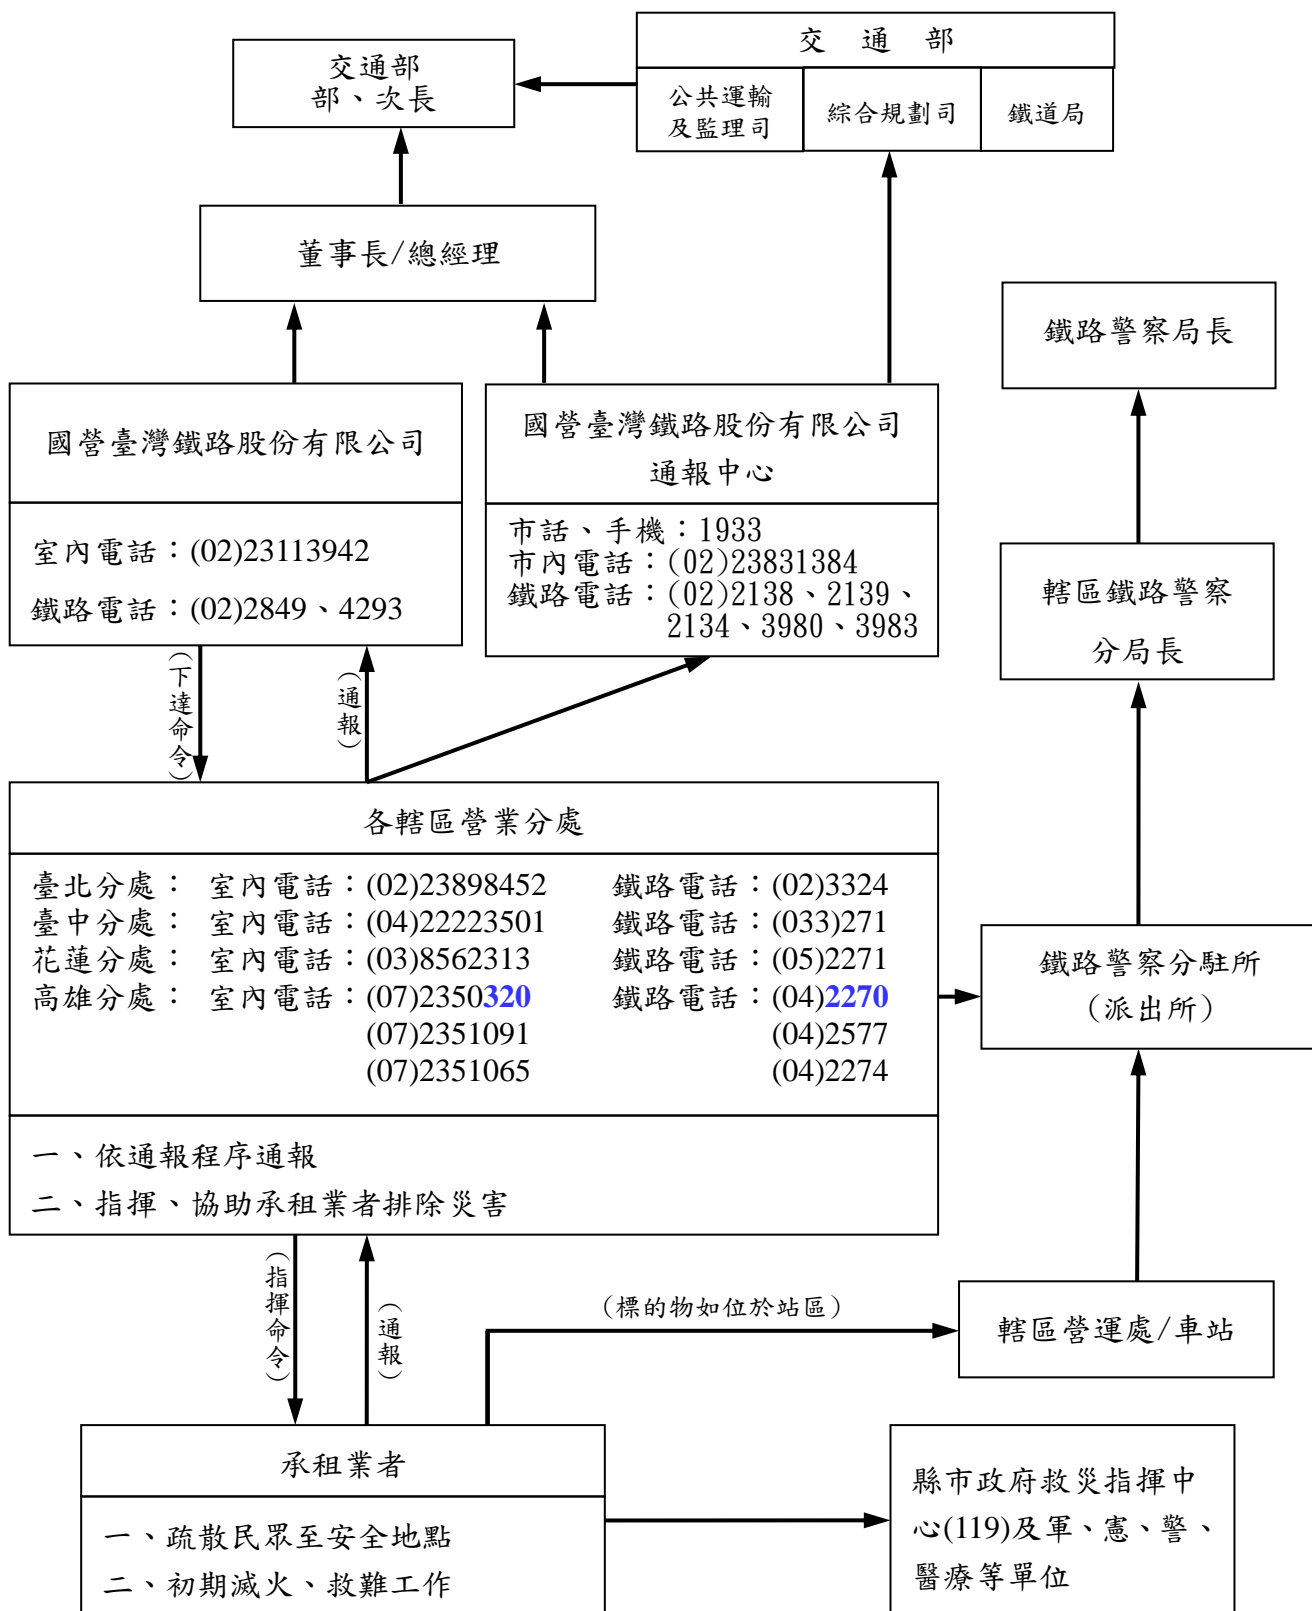 交通部
公共運輸
及監理司
綜合規劃司
鐵道局
交通部
部、次長
董事長/總經理
鐵路警察局長
國營臺灣鐵路股份有限公司
室內電話：(02)23113942
鐵路電話：(02)2849、4293
國營臺灣鐵路股份有限公司
通報中心
市話、手機：1933
市內電話：(02)23831384
鐵路電話：(02)2138、2139、
2134、3980、3983
轄區鐵路警察
分局長
(下達命令)
(通報)
各轄區營業分處
臺北分處： 室內電話：(02)23898452 鐵路電話：(02)3324
臺中分處： 室內電話：(04)22223501 鐵路電話：(033)271
花蓮分處： 室內電話：(03)8562313 鐵路電話：(05)2271
高雄分處： 室內電話：(07)2350320 鐵路電話：(04)2270
(07)2351091 (04)2577
(07)2351065 (04)2274
一、依通報程序通報
二、指揮、協助承租業者排除災害
鐵路警察分駐所
（派出所）
(指揮命令)
(通報)
（標的物如位於站區）
轄區營運處/車站
承租業者
一、疏散民眾至安全地點
二、初期滅火、救難工作
縣市政府救災指揮中
心(119)及軍、憲、警、
醫療等單位